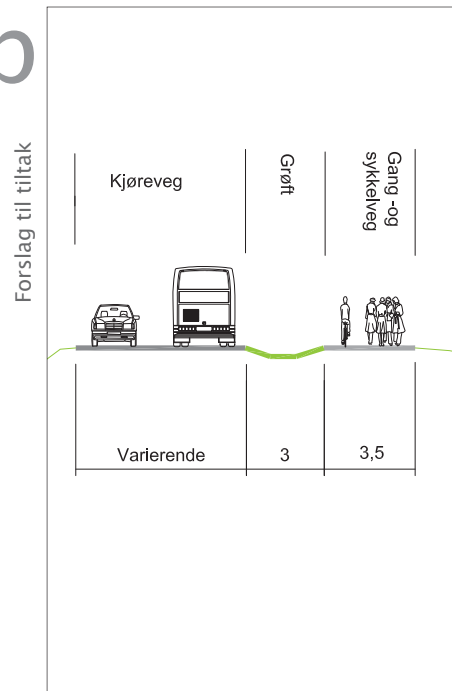 Forslag til tiltak
Kjøreveg
Grøft
Gang -og
sykkelveg
Varierende
3
3,5